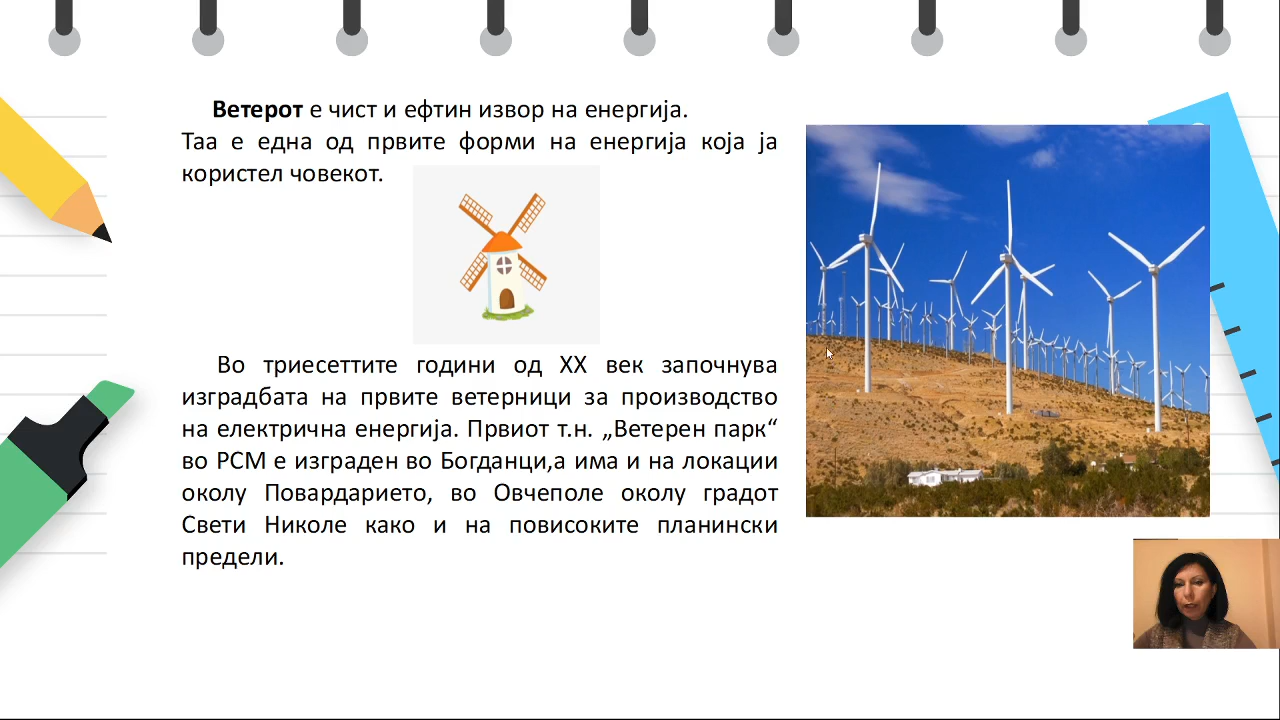 Ветерот е чист и ефтин извор на енергија.
Таа е една од првите форми на енергија која ја
користел човекот.
Во триесеттите години од XX век започнува
изградбата на првите ветерници за производство
на електрична енергија. Првиот т.н. „Ветерен парк“
во РСМ е изграден во Богданци,а има и на локации
околу Повардарието, во Овчеполе околу градот
Свети Николе како и на повисоките планински
предели.